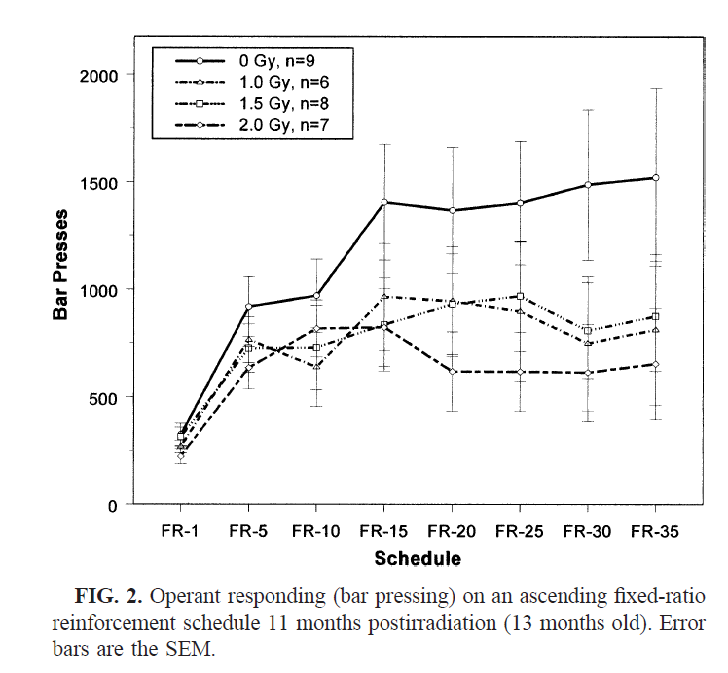 2000
1500
1000
500
0
Bar Presses
0 Gy, n=9
1.0 Gy, n=6
1.5 Gy, n=8
2.0 Gy, n=7
FR-1 FR-5 FR-10 FR-15 FR-20 FR-25 FR-30 FR-35
Schedule
FIG. 2. Operant responding (bar pressing) on an ascending fixed-ratio
reinforcement schedule 11 months postirradiation (13 months old). Error
bars are the SEM.